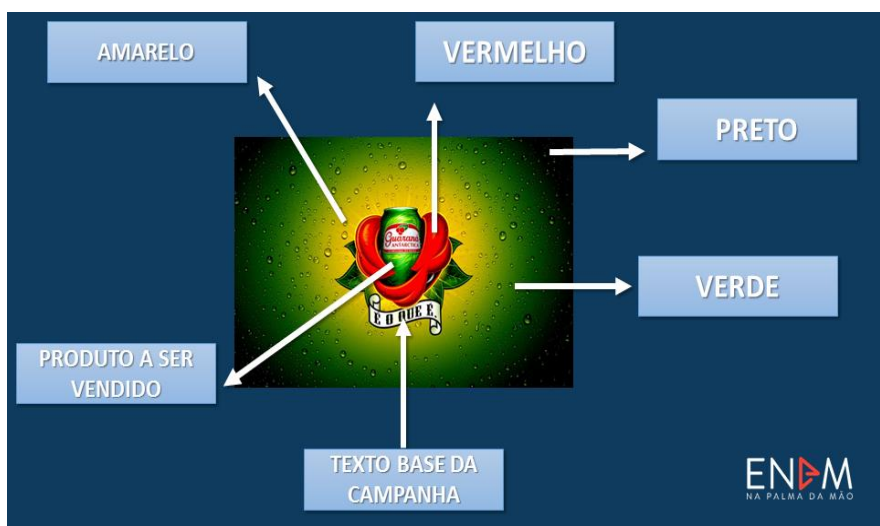 AMARELO
VERMELHO
PRETO
Guaraná
ANTARCTICA
VERDE
É O QUE É.
PRODUTO A SER
VENDIDO
TEXTO BASE DA
CAMPANHA
ENEM
NA PALMA DA MÃO